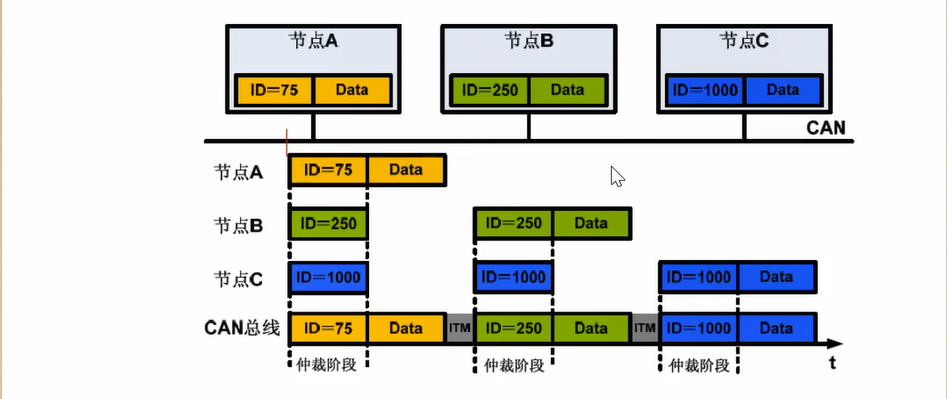 节点A 节点B 节点C
ID=75 Data ID=250 Data ID=1000 Data
CAN
节点A ID=75 Data
节点B ID=250 ID=250 Data
节点C ID=1000 ID=1000 ID=1000 Data
CAN总线 ID=75 Data ITM ID=250 Data ITM ID=1000 Data
仲裁阶段 仲裁阶段 仲裁阶段 t